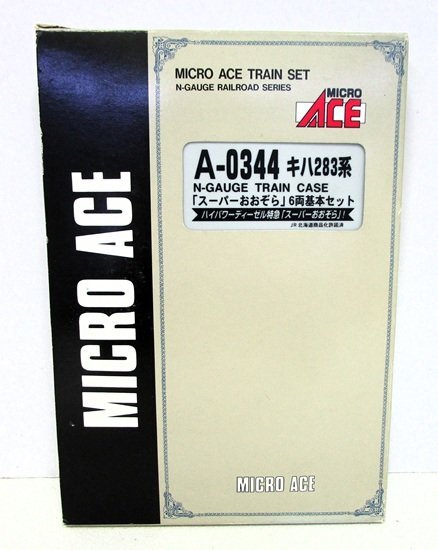 MICRO ACE
MICRO ACE TRAIN SET
N-GAUGE RAILROAD SERIES
MICRO
ACE
A-0344 キハ283系
N-GAUGE TRAIN CASE
「スーパーおおぞら」6両基本セット
ハイパワーディーゼル特急「スーパーおおぞら」!
JR北海道商品化許諾済
MICRO ACE